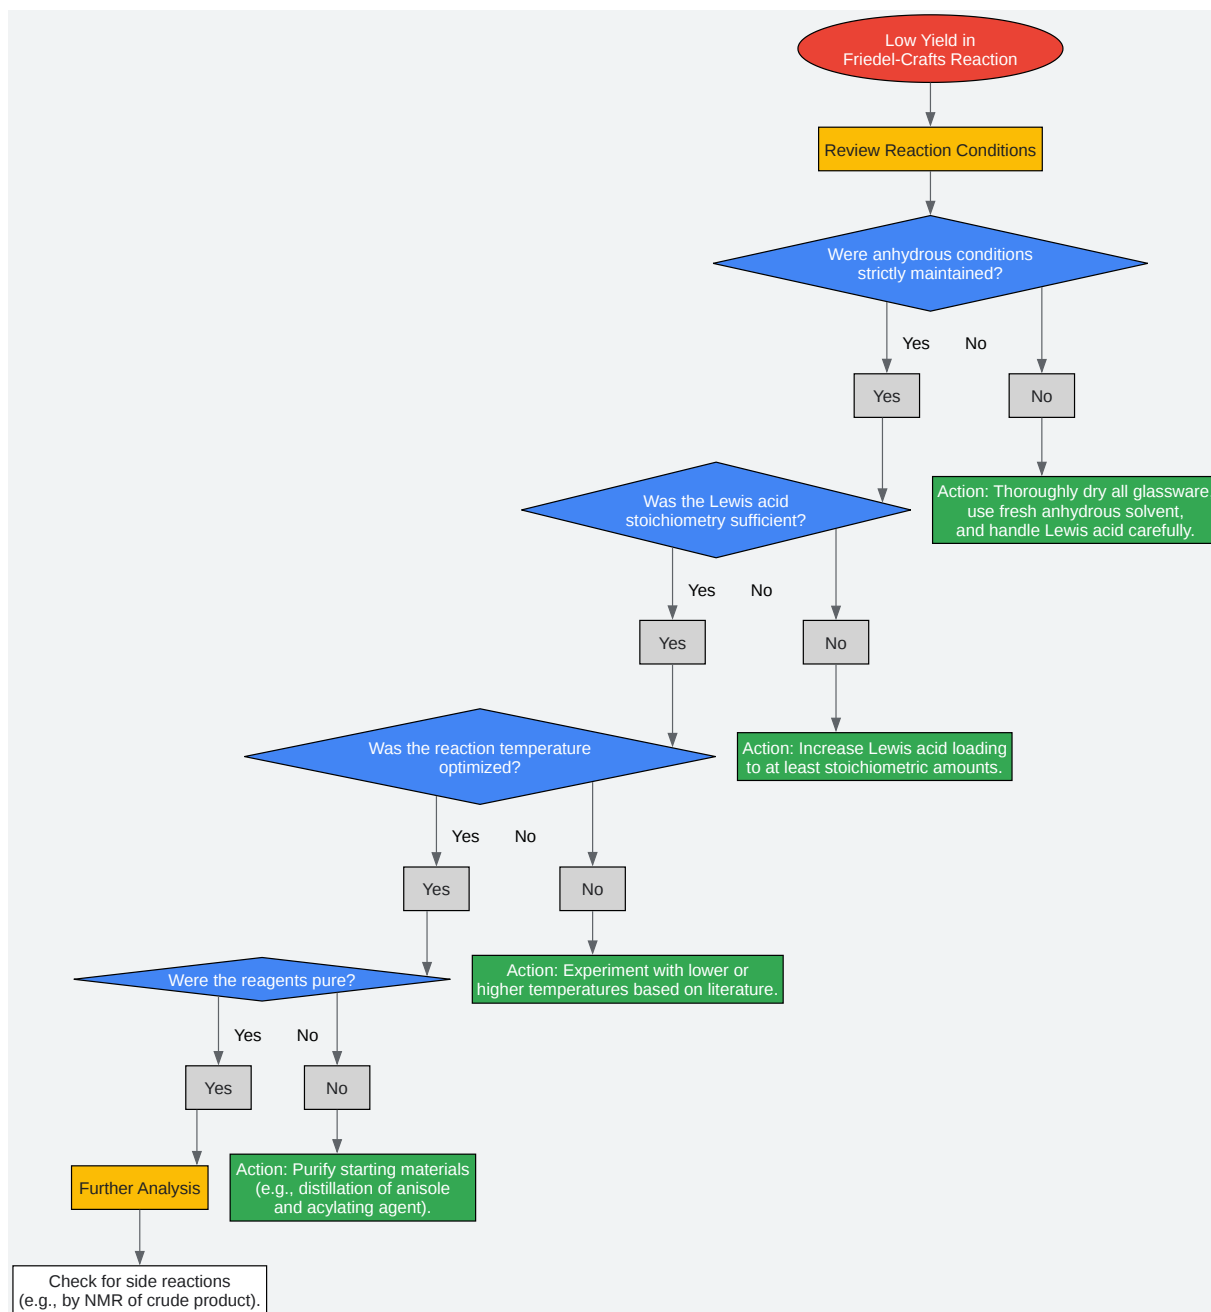 Low Yield in
Friedel-Crafts Reaction
Review Reaction Conditions
Were anhydrous conditions
strictly maintained?
Yes
No
Yes
No
Was the Lewis acid
stoichiometry sufficient?
Action: Thoroughly dry all glassware,
use fresh anhydrous solvent,
and handle Lewis acid carefully.
Yes
No
Yes
No
Was the reaction temperature
optimized?
Action: Increase Lewis acid loading
to at least stoichiometric amounts.
Yes
No
Yes
No
Were the reagents pure?
Action: Experiment with lower or
higher temperatures based on literature.
Yes
No
Yes
No
Further Analysis
Action: Purify starting materials
(e.g., distillation of anisole
and acylating agent).
Check for side reactions
(e.g., by NMR of crude product).